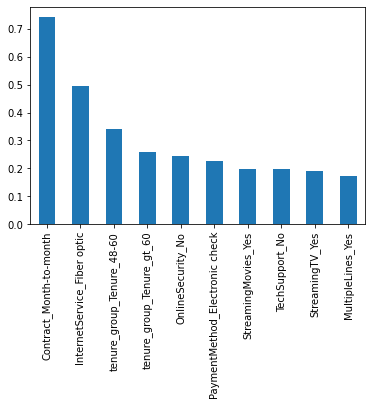 0.7
0.6
0.5
0.4
0.3
0.2
0.1
0.0
Contract_Month-to-month
InternetService_Fiber optic
tenure_group_Tenure_48-60
tenure_group_Tenure_gt_60
OnlineSecurity_No
PaymentMethod_Electronic check
StreamingMovies_Yes
TechSupport_No
StreamingTV_Yes
MultipleLines_Yes